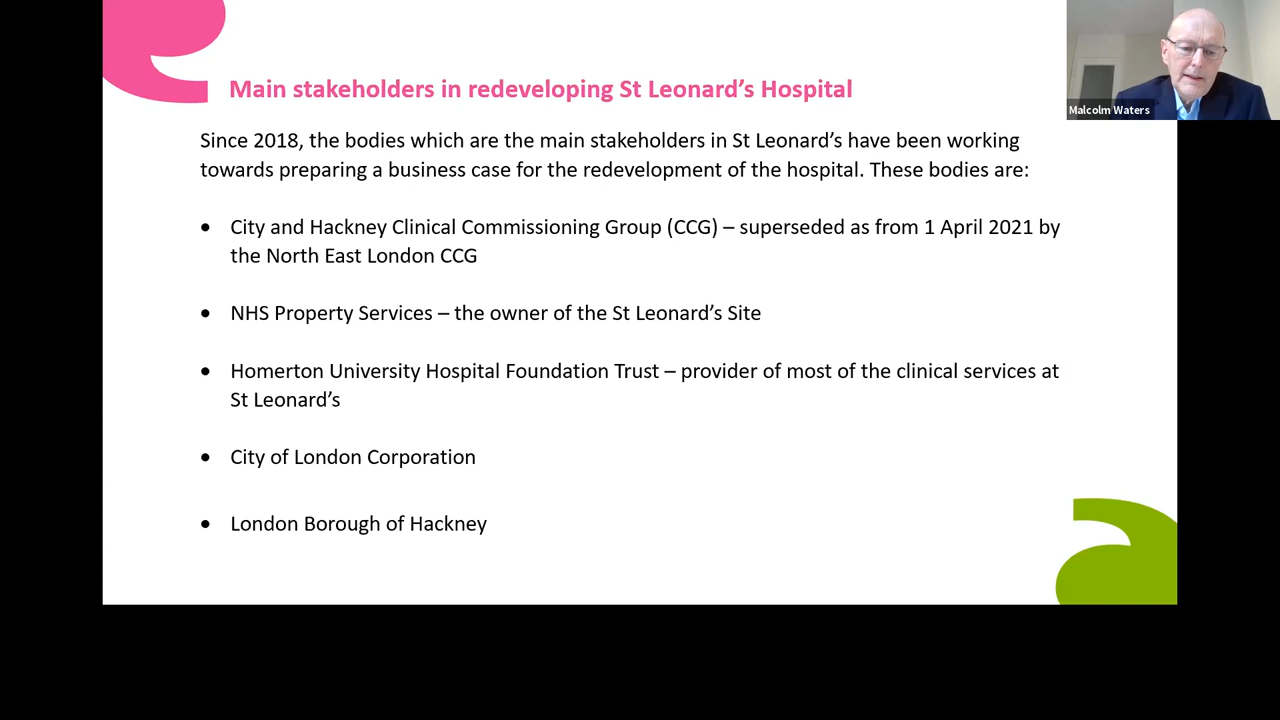 Main stakeholders in redeveloping St Leonard’s Hospital
Malcolm Waters
Since 2018, the bodies which are the main stakeholders in St Leonard’s have been working
towards preparing a business case for the redevelopment of the hospital. These bodies are:
• City and Hackney Clinical Commissioning Group (CCG) – superseded as from 1 April 2021 by
the North East London CCG
• NHS Property Services – the owner of the St Leonard’s Site
• Homerton University Hospital Foundation Trust – provider of most of the clinical services at
St Leonard’s
• City of London Corporation
• London Borough of Hackney